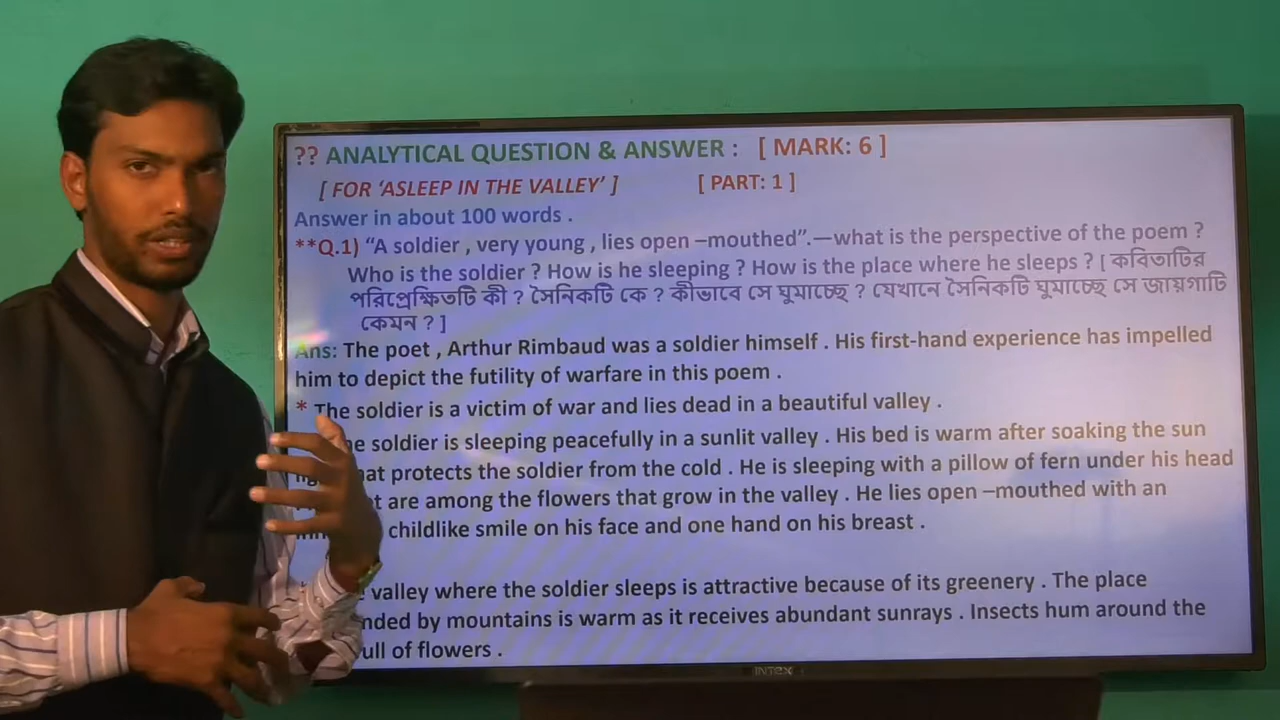 ?? ANALYTICAL QUESTION & ANSWER : [ MARK: 6 ]
[ FOR ‘ASLEEP IN THE VALLEY’ ] [ PART: 1 ]
Answer in about 100 words .
**Q.1) “A soldier , very young , lies open –mouthed”.—what is the perspective of the poem ?
Who is the soldier ? How is he sleeping ? How is the place where he sleeps ? [ কবিতাটির
পরিপ্রেক্ষিতটি কী ? সৈনিকটি কে ? কীভাবে সে ঘুমাচ্ছে ? যেখানে সৈনিকটি ঘুমাচ্ছে সে জায়গাটি
কেমন ? ]
Ans: The poet , Arthur Rimbaud was a soldier himself . His first-hand experience has impelled
him to depict the futility of warfare in this poem .
* The soldier is a victim of war and lies dead in a beautiful valley .
soldier is sleeping peacefully in a sunlit valley . His bed is warm after soaking the sun
protects the soldier from the cold . He is sleeping with a pillow of fern under his head
are among the flowers that grow in the valley . He lies open –mouthed with an
childlike smile on his face and one hand on his breast .
valley where the soldier sleeps is attractive because of its greenery . The place
by mountains is warm as it receives abundant sunrays . Insects hum around the
of flowers .
INTEX